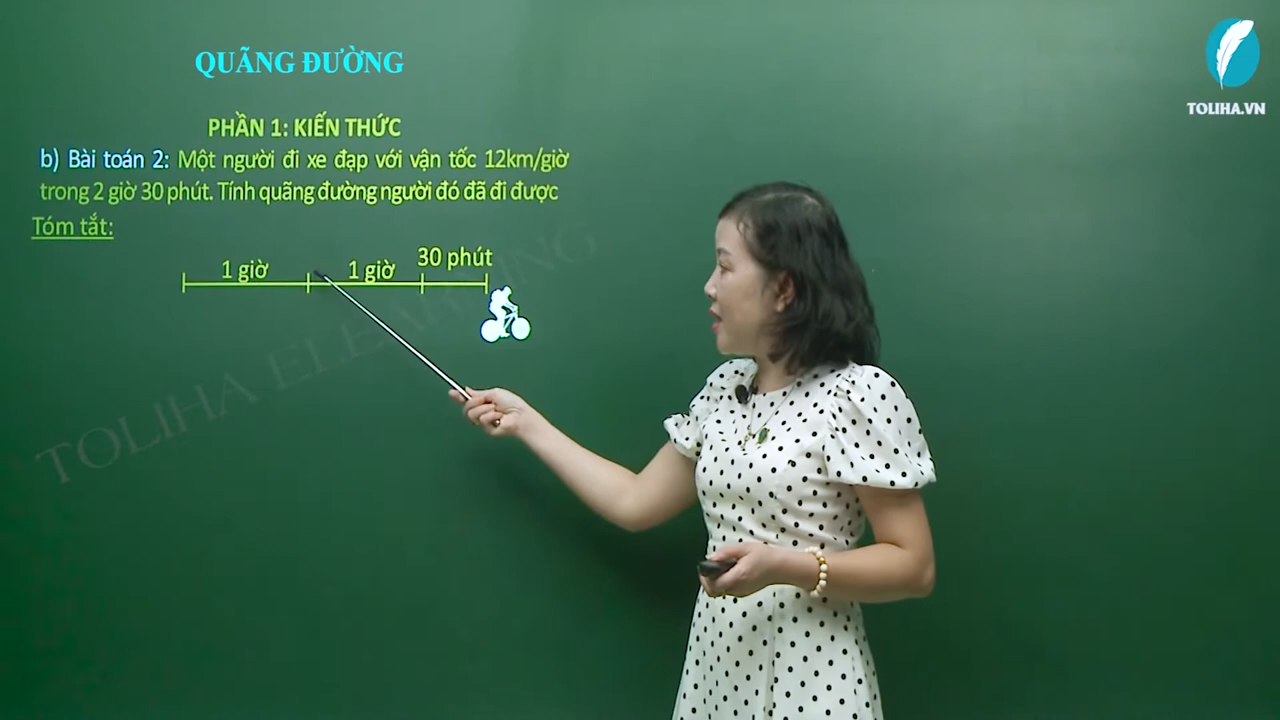 QUÃNG ĐƯỜNG
TOLIHA.VN
PHẦN 1: KIẾN THỨC
b) Bài toán 2: Một người đi xe đạp với vận tốc 12km/giờ
trong 2 giờ 30 phút. Tính quãng đường người đó đã đi được
Tóm tắt:
1 giờ 1 giờ 30 phút
TOLIHA ELEARNING